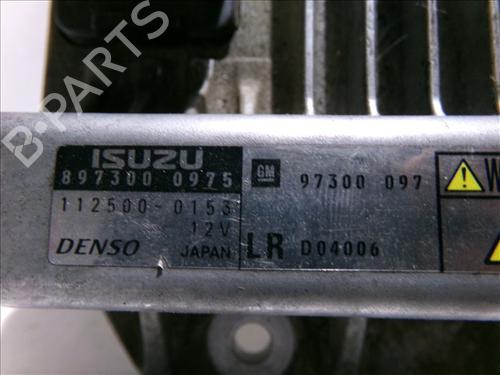 ISUZU
897300 0975
112500-0153
12V
DENSO JAPAN
GM
97300 097
LR D04006
B-PARTS